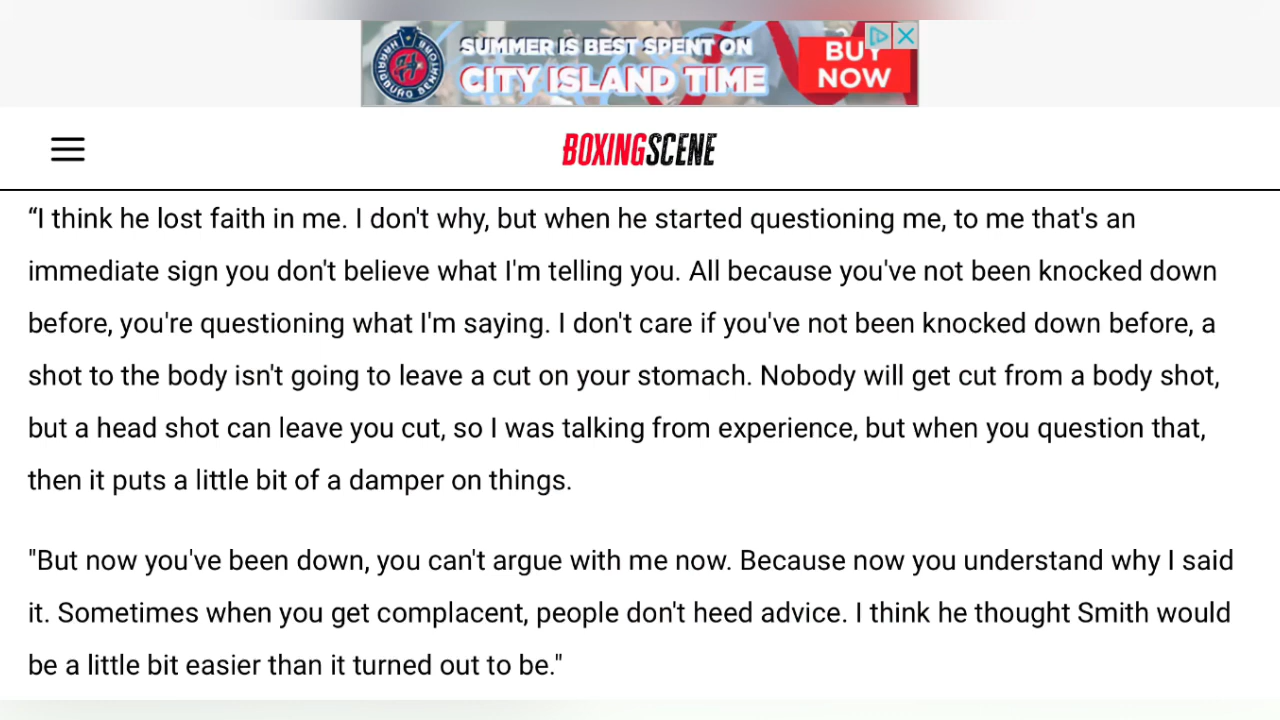 SUMMER IS BEST SPENT ON
CITY ISLAND TIME
BUY
NOW
HARRISBURG SENATORS
BOXINGSCENE
“I think he lost faith in me. I don't why, but when he started questioning me, to me that's an
immediate sign you don't believe what I'm telling you. All because you've not been knocked down
before, you're questioning what I'm saying. I don't care if you've not been knocked down before, a
shot to the body isn't going to leave a cut on your stomach. Nobody will get cut from a body shot,
but a head shot can leave you cut, so I was talking from experience, but when you question that,
then it puts a little bit of a damper on things.
"But now you've been down, you can't argue with me now. Because now you understand why I said
it. Sometimes when you get complacent, people don't heed advice. I think he thought Smith would
be a little bit easier than it turned out to be."